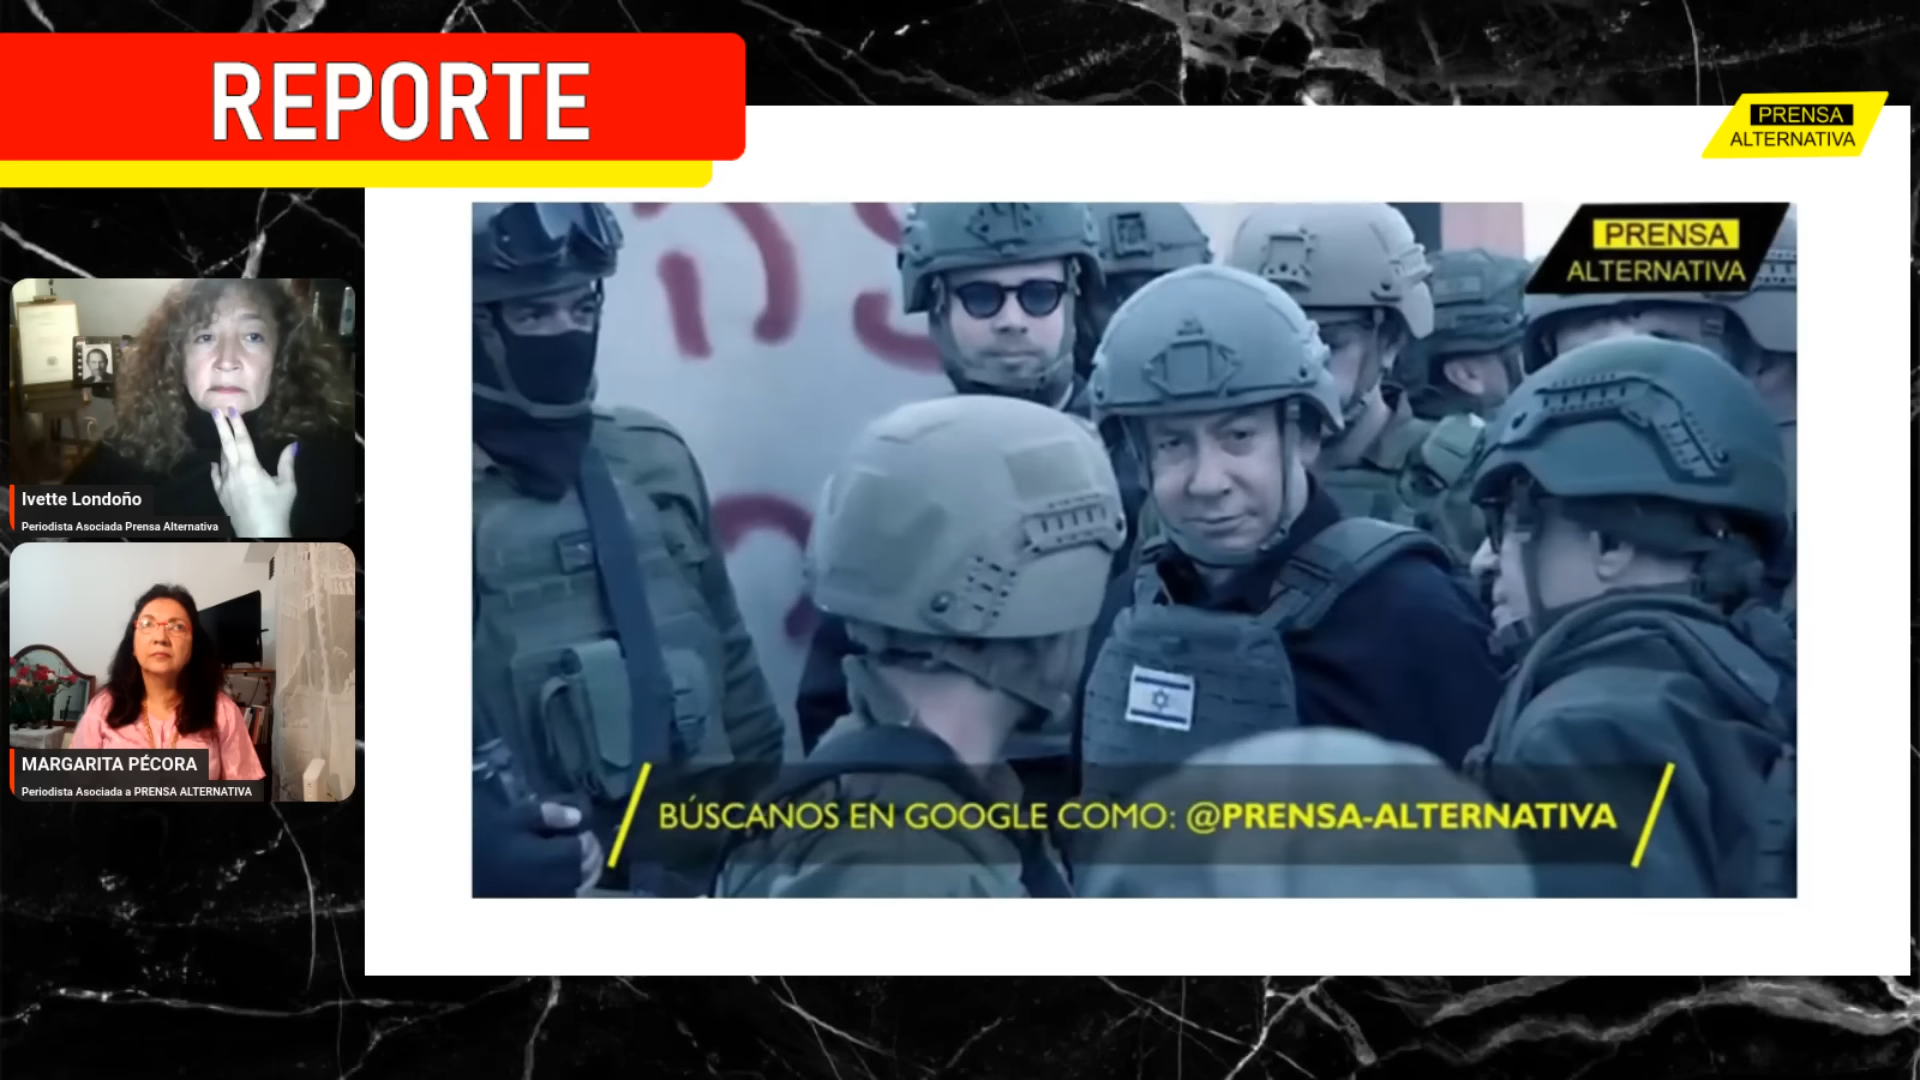 REPORTE
PRENSA
ALTERNATIVA
PRENSA
ALTERNATIVA
Ivette Londoño
Periodista Asociada Prensa Alternativa
MARGARITA PÉCORA
Periodista Asociada a PRENSA ALTERNATIVA
BÚSCANOS EN GOOGLE COMO: @PRENSA-ALTERNATIVA